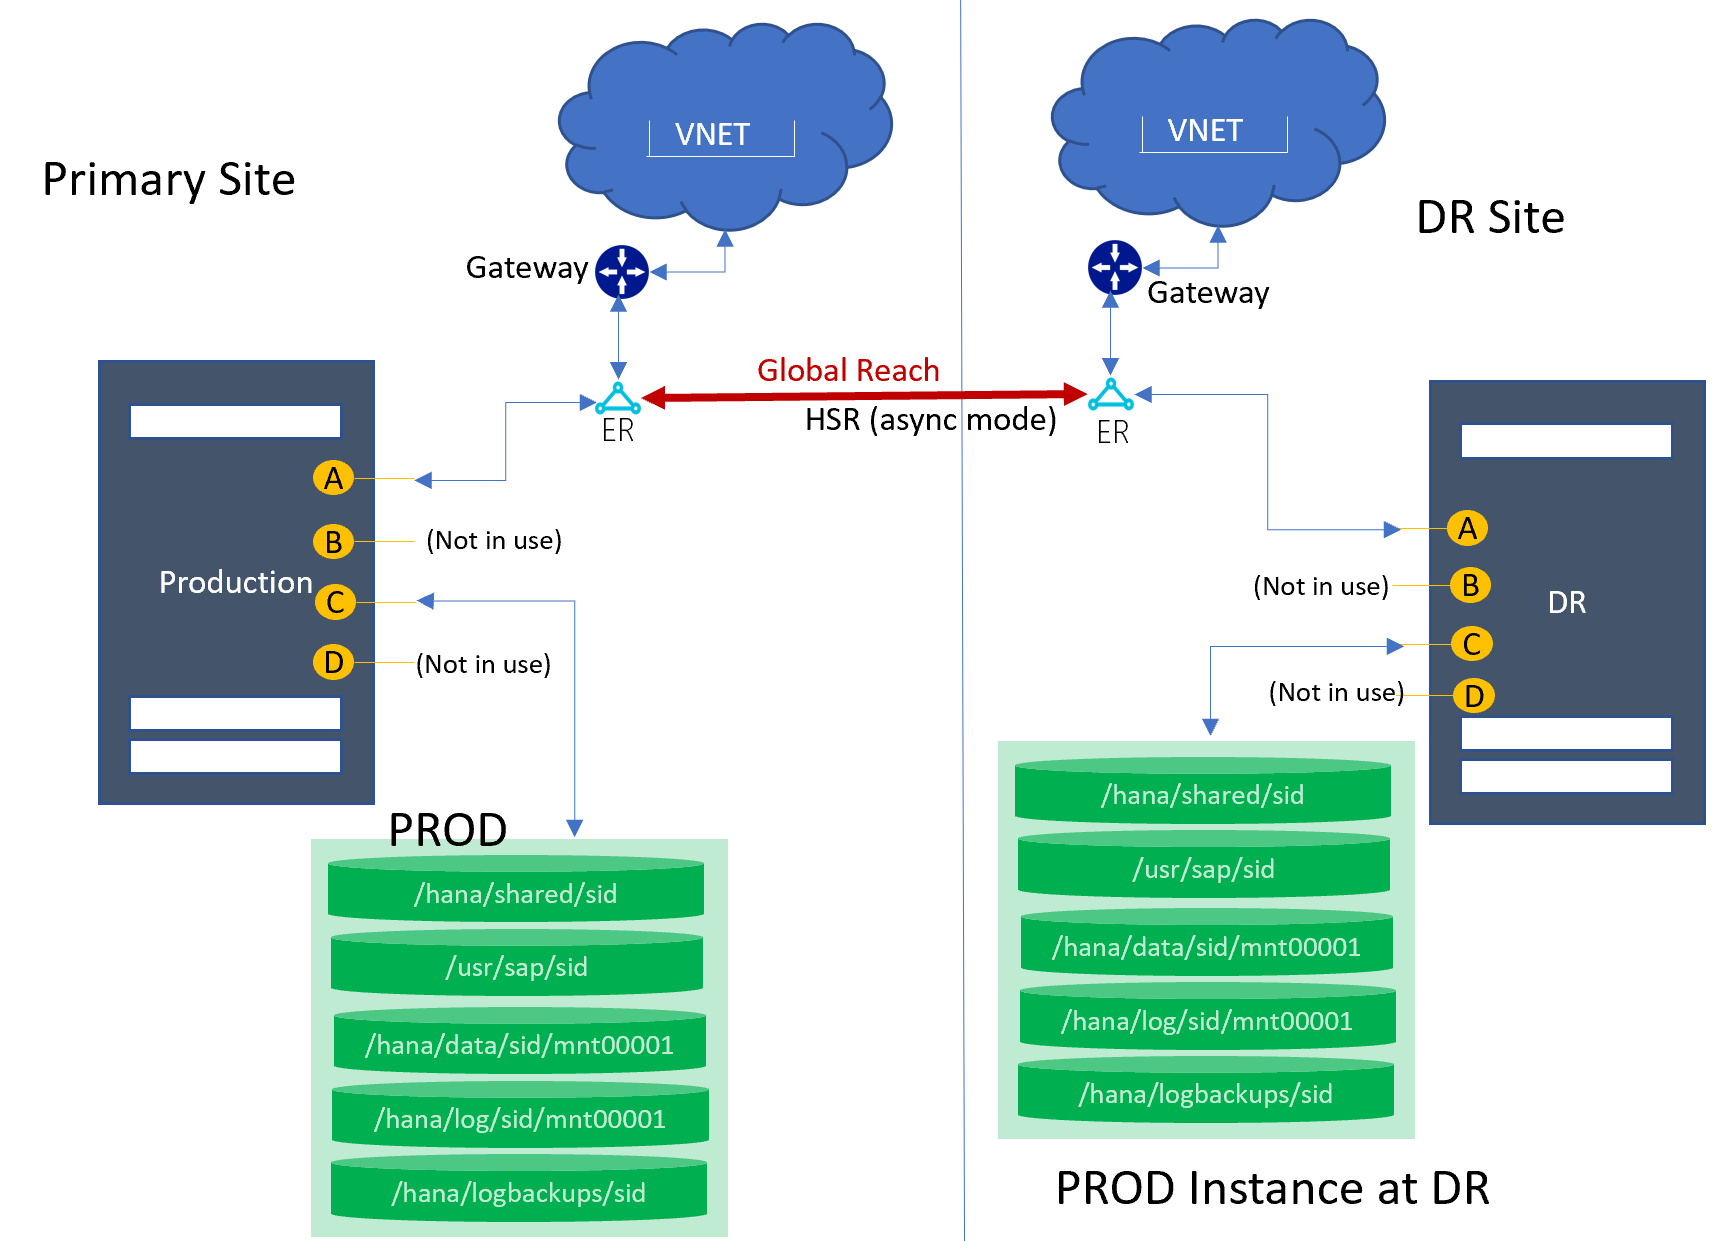 Primary Site
VNET
Gateway
ER
Global Reach
HSR (async mode)
Production
A
B
(Not in use)
C
D
(Not in use)
PROD
/hana/shared/sid
/usr/sap/sid
/hana/data/sid/mnt00001
/hana/log/sid/mnt00001
/hana/logbackups/sid
VNET
DR Site
Gateway
ER
A
(Not in use)
B
DR
C
(Not in use)
D
/hana/shared/sid
/usr/sap/sid
/hana/data/sid/mnt00001
/hana/log/sid/mnt00001
/hana/logbackups/sid
PROD Instance at DR